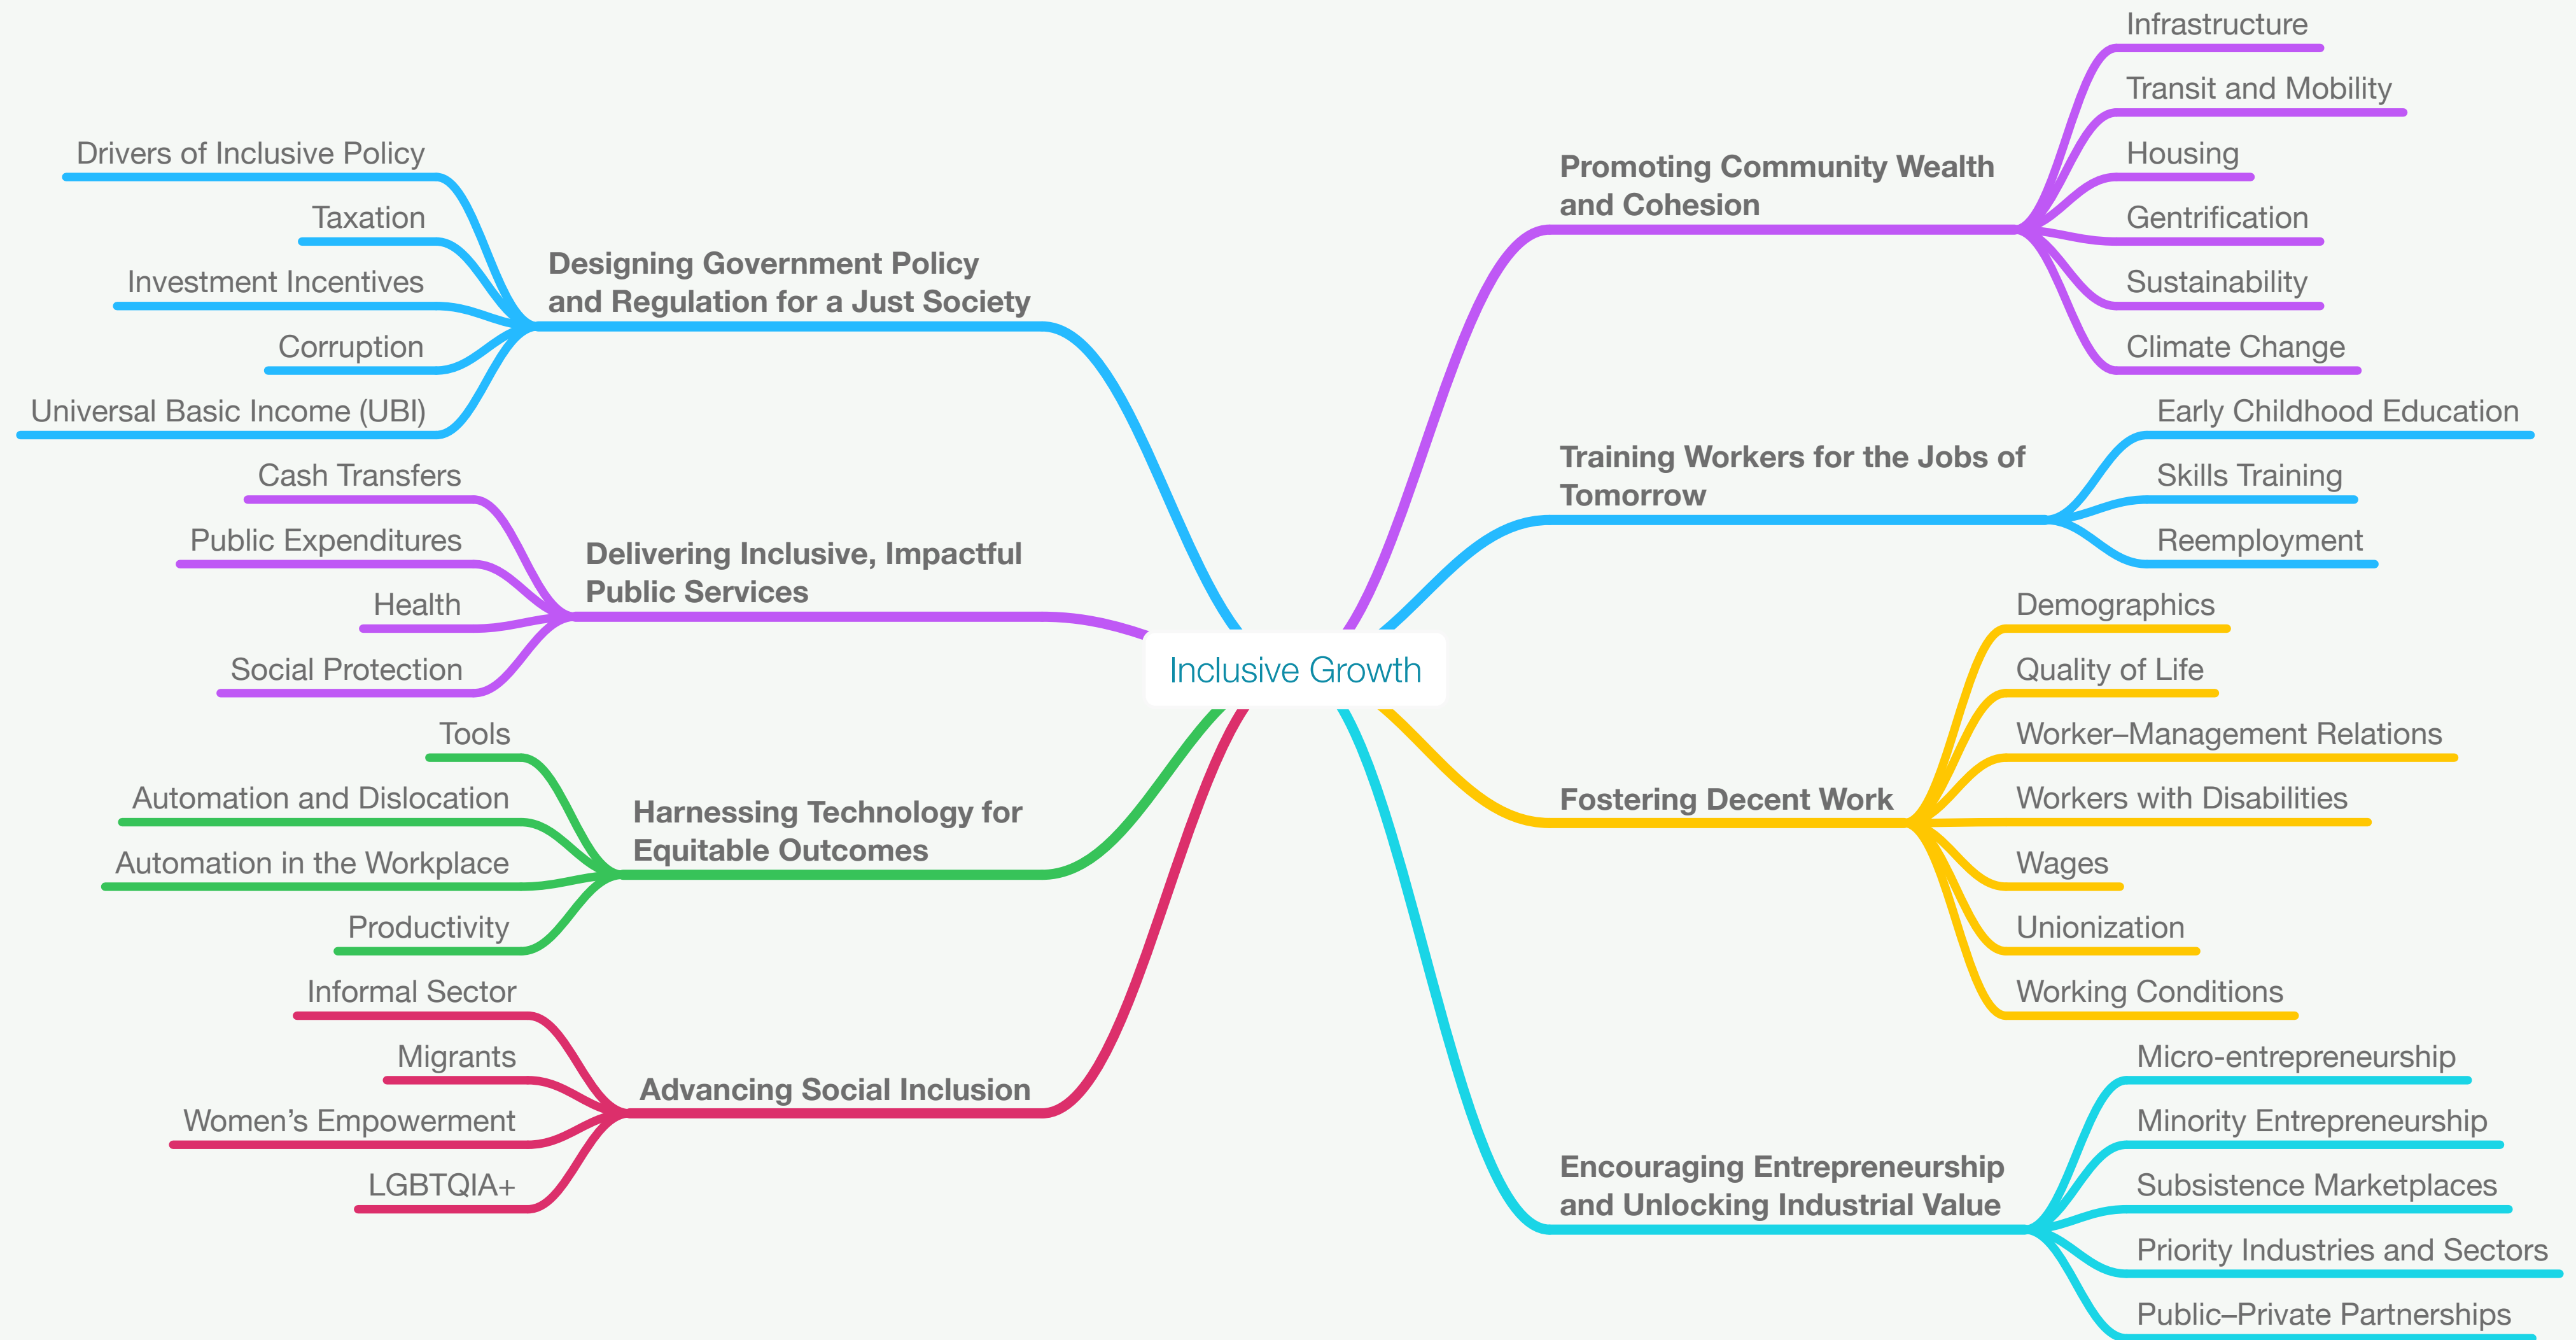 Inclusive Growth
Designing Government Policy
and Regulation for a Just Society
Drivers of Inclusive Policy
Taxation
Investment Incentives
Corruption
Universal Basic Income (UBI)
Delivering Inclusive, Impactful
Public Services
Cash Transfers
Public Expenditures
Health
Social Protection
Harnessing Technology for
Equitable Outcomes
Tools
Automation and Dislocation
Automation in the Workplace
Productivity
Advancing Social Inclusion
Informal Sector
Migrants
Women’s Empowerment
LGBTQIA+
Promoting Community Wealth
and Cohesion
Infrastructure
Transit and Mobility
Housing
Gentrification
Sustainability
Climate Change
Training Workers for the Jobs of
Tomorrow
Early Childhood Education
Skills Training
Reemployment
Fostering Decent Work
Demographics
Quality of Life
Worker–Management Relations
Workers with Disabilities
Wages
Unionization
Working Conditions
Encouraging Entrepreneurship
and Unlocking Industrial Value
Micro-entrepreneurship
Minority Entrepreneurship
Subsistence Marketplaces
Priority Industries and Sectors
Public–Private Partnerships